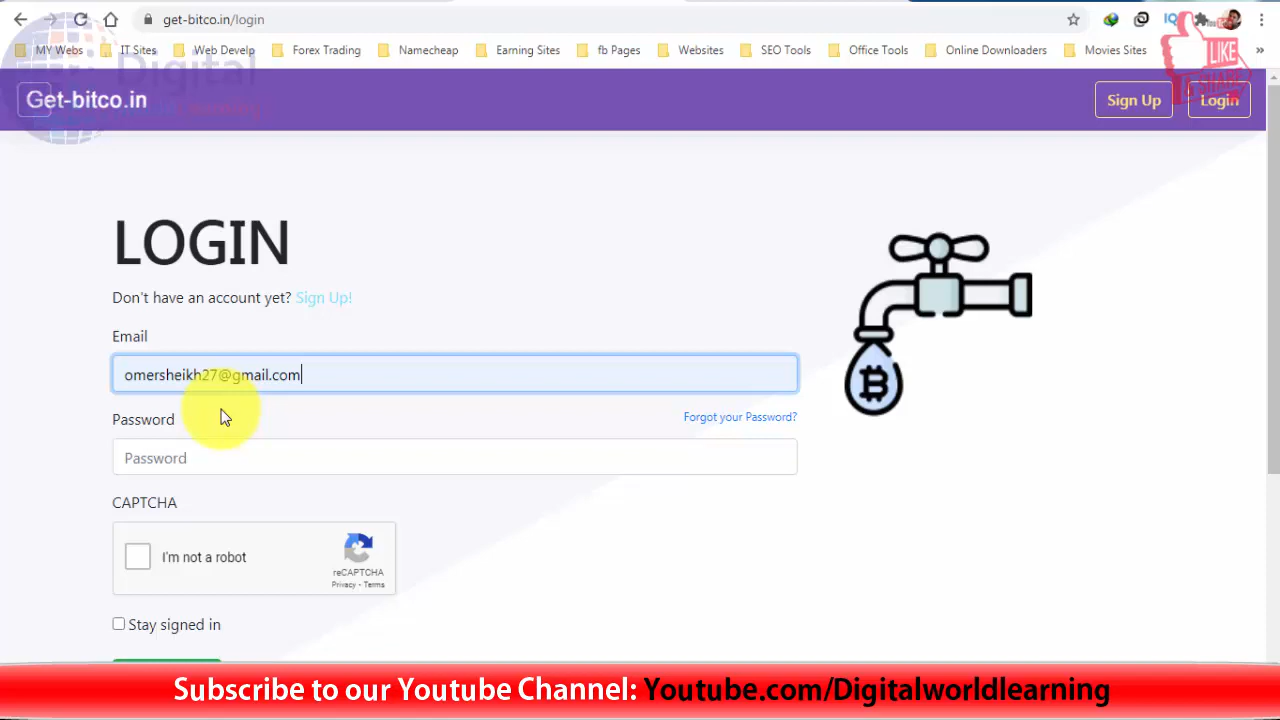 get-bitco.in/login
MY Webs IT Sites Web Develp Forex Trading Namecheap Earning Sites fb Pages Websites SEO Tools Office Tools Online Downloaders Movies Sites »
Digital
LIKE
SHARE
Get-bitco.in
Sign Up Login
LOGIN
Don't have an account yet? Sign Up!
Email
omersheikh27@gmail.com
Password Forgot your Password?
Password
CAPTCHA
I'm not a robot
reCAPTCHA
Privacy - Terms
Stay signed in
Subscribe to our Youtube Channel: Youtube.com/Digitalworldlearning